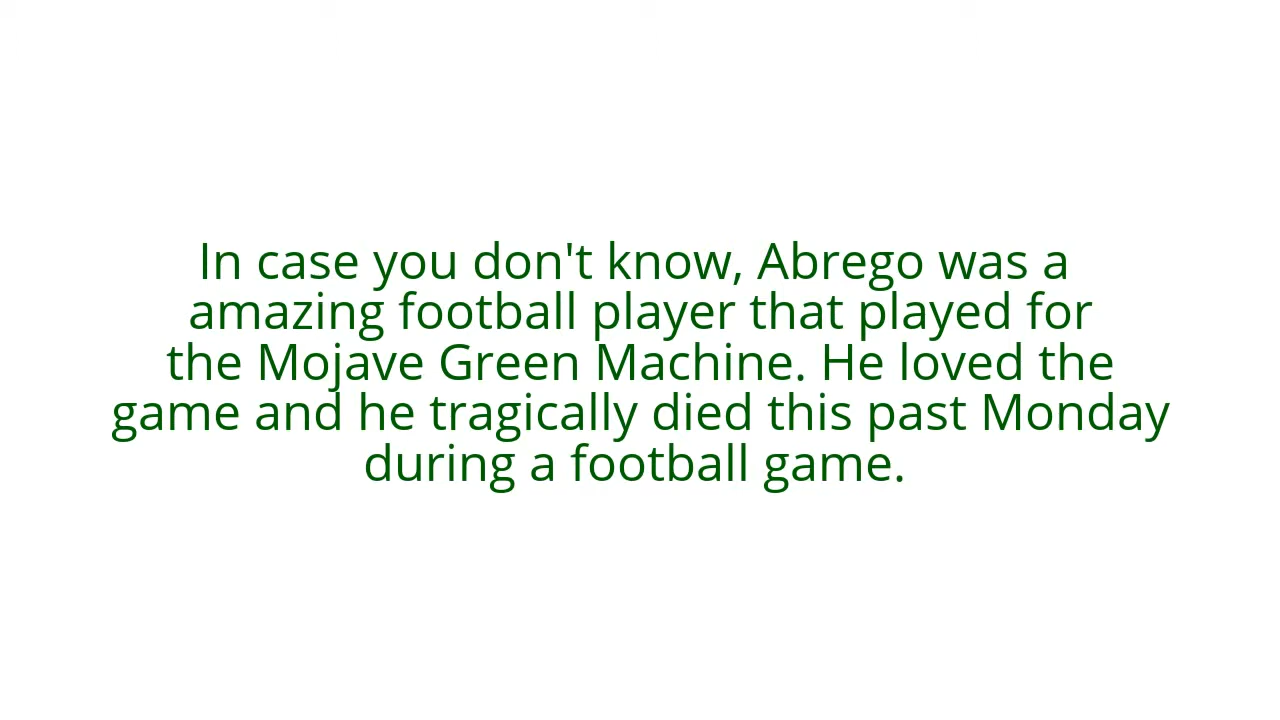 In case you don't know, Abrego was a
amazing football player that played for
the Mojave Green Machine. He loved the
game and he tragically died this past Monday
during a football game.